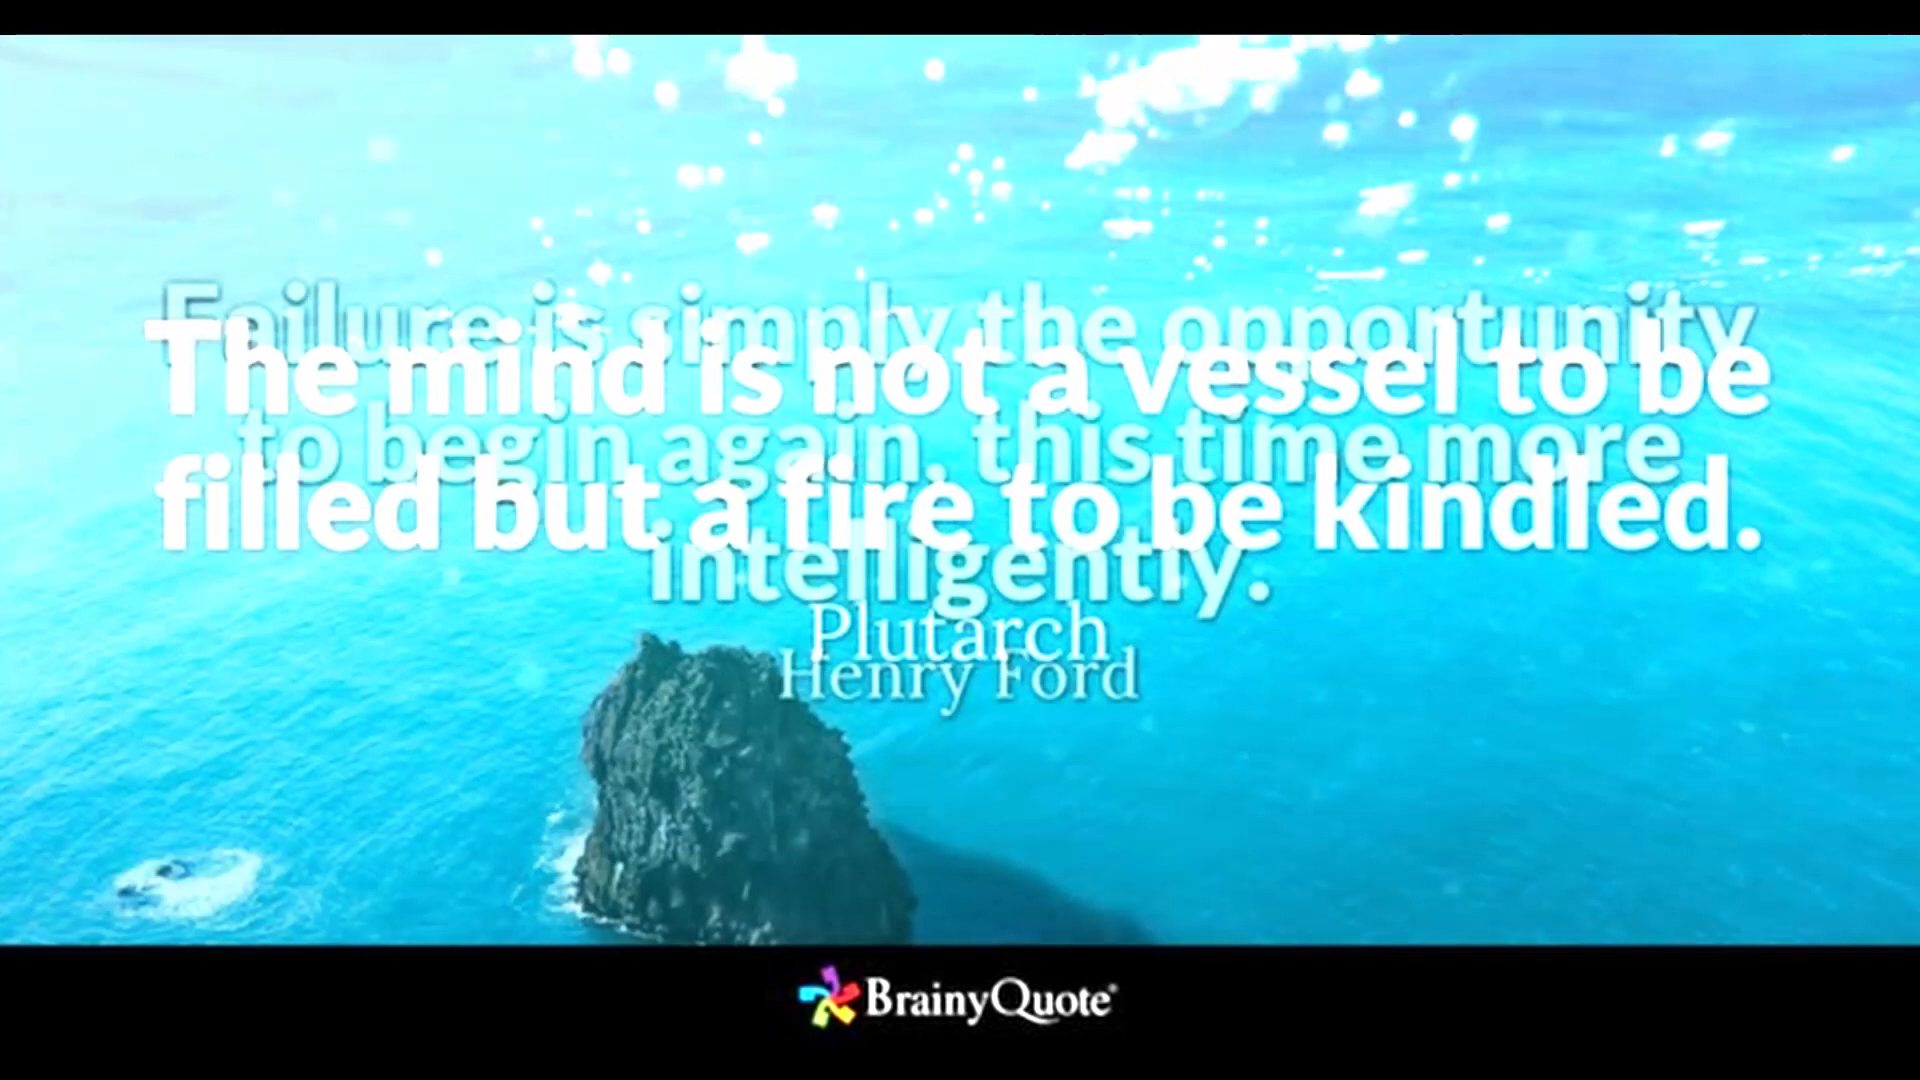 Failure is simply the opportunity
The mind is not a vessel to be
to begin again, this time more
filled but a fire to be kindled.
intelligently.
Plutarch
Henry Ford
BrainyQuote®